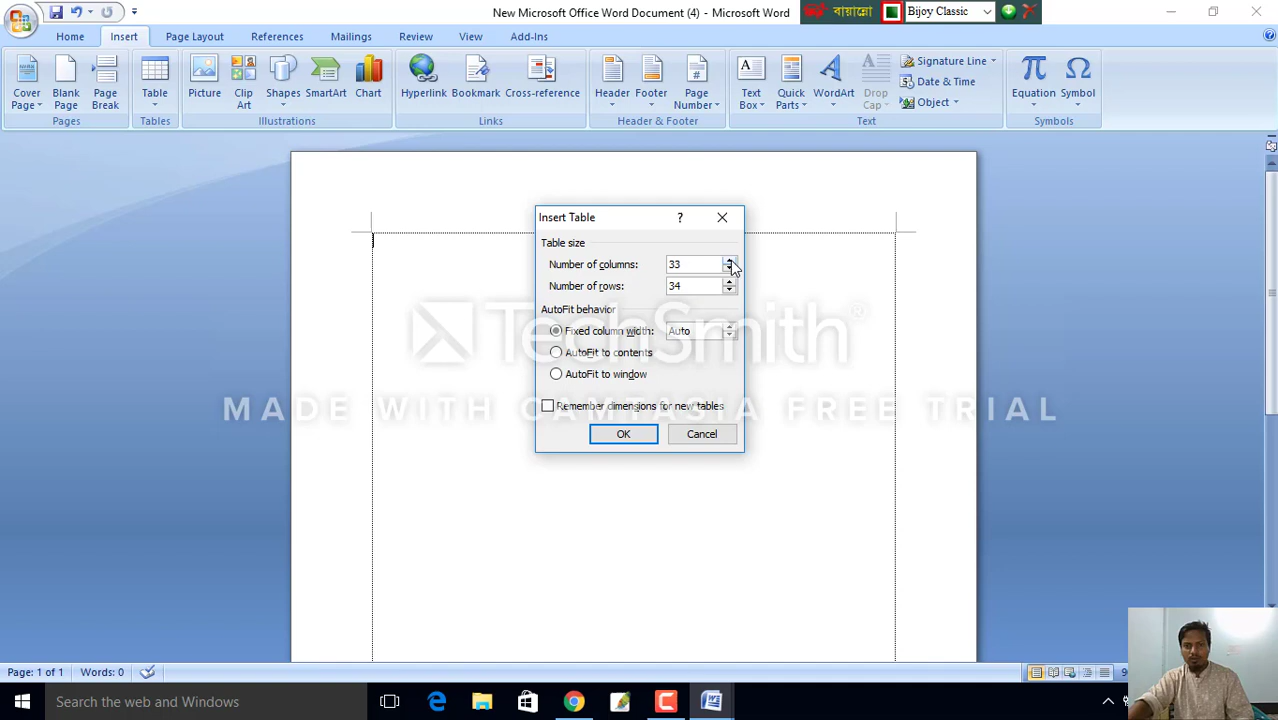 New Microsoft Office Word Document (4) - Microsoft Word
বায়ান্নো
Bijoy Classic
Home
Insert
Page Layout
References
Mailings
Review
View
Add-Ins
Cover Page
Blank Page
Page Break
Table
Picture
Clip Art
Shapes
SmartArt
Chart
Hyperlink
Bookmark
Cross-reference
Header
Footer
Page Number
Text Box
Quick Parts
WordArt
Drop Cap
Signature Line
Date & Time
Object
Equation
Symbol
Pages
Tables
Illustrations
Links
Header & Footer
Text
Symbols
Insert Table
Table size
Number of columns: 33
Number of rows: 34
AutoFit behavior
Fixed column width: Auto
AutoFit to contents
AutoFit to window
Remember dimensions for new tables
OK
Cancel
TechSmith®
MADE WITH CAMTASIA FREE TRIAL
Page: 1 of 1
Words: 0
Search the web and Windows